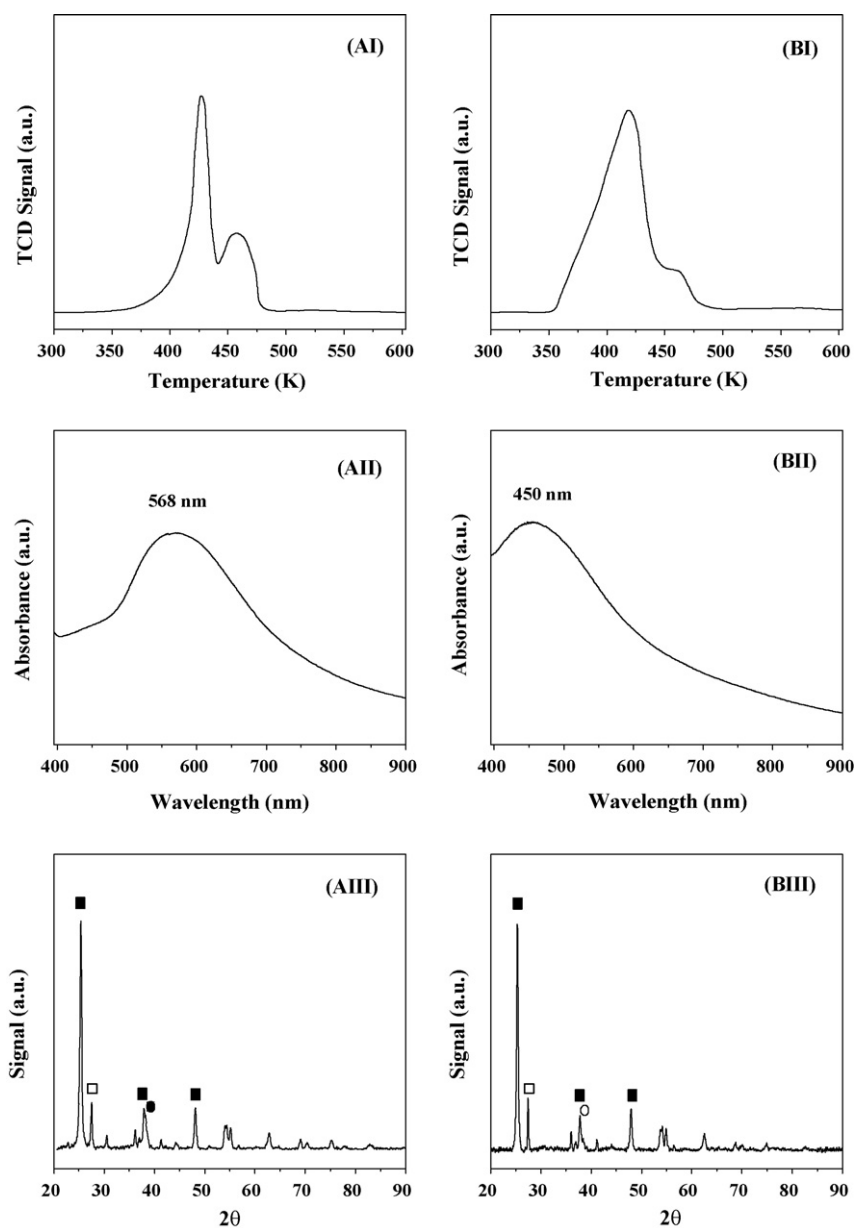 (AI)
TCD Signal (a.u.)
300 350 400 450 500 550 600
Temperature (K)
(BI)
TCD Signal (a.u.)
300 350 400 450 500 550 600
Temperature (K)
(AII)
568 nm
Absorbance (a.u.)
400 500 600 700 800 900
Wavelength (nm)
(BII)
450 nm
Absorbance (a.u.)
400 500 600 700 800 900
Wavelength (nm)
(AIII)
Signal (a.u.)
20 30 40 50 60 70 80 90
2θ
(BIII)
Signal (a.u.)
20 30 40 50 60 70 80 90
2θ